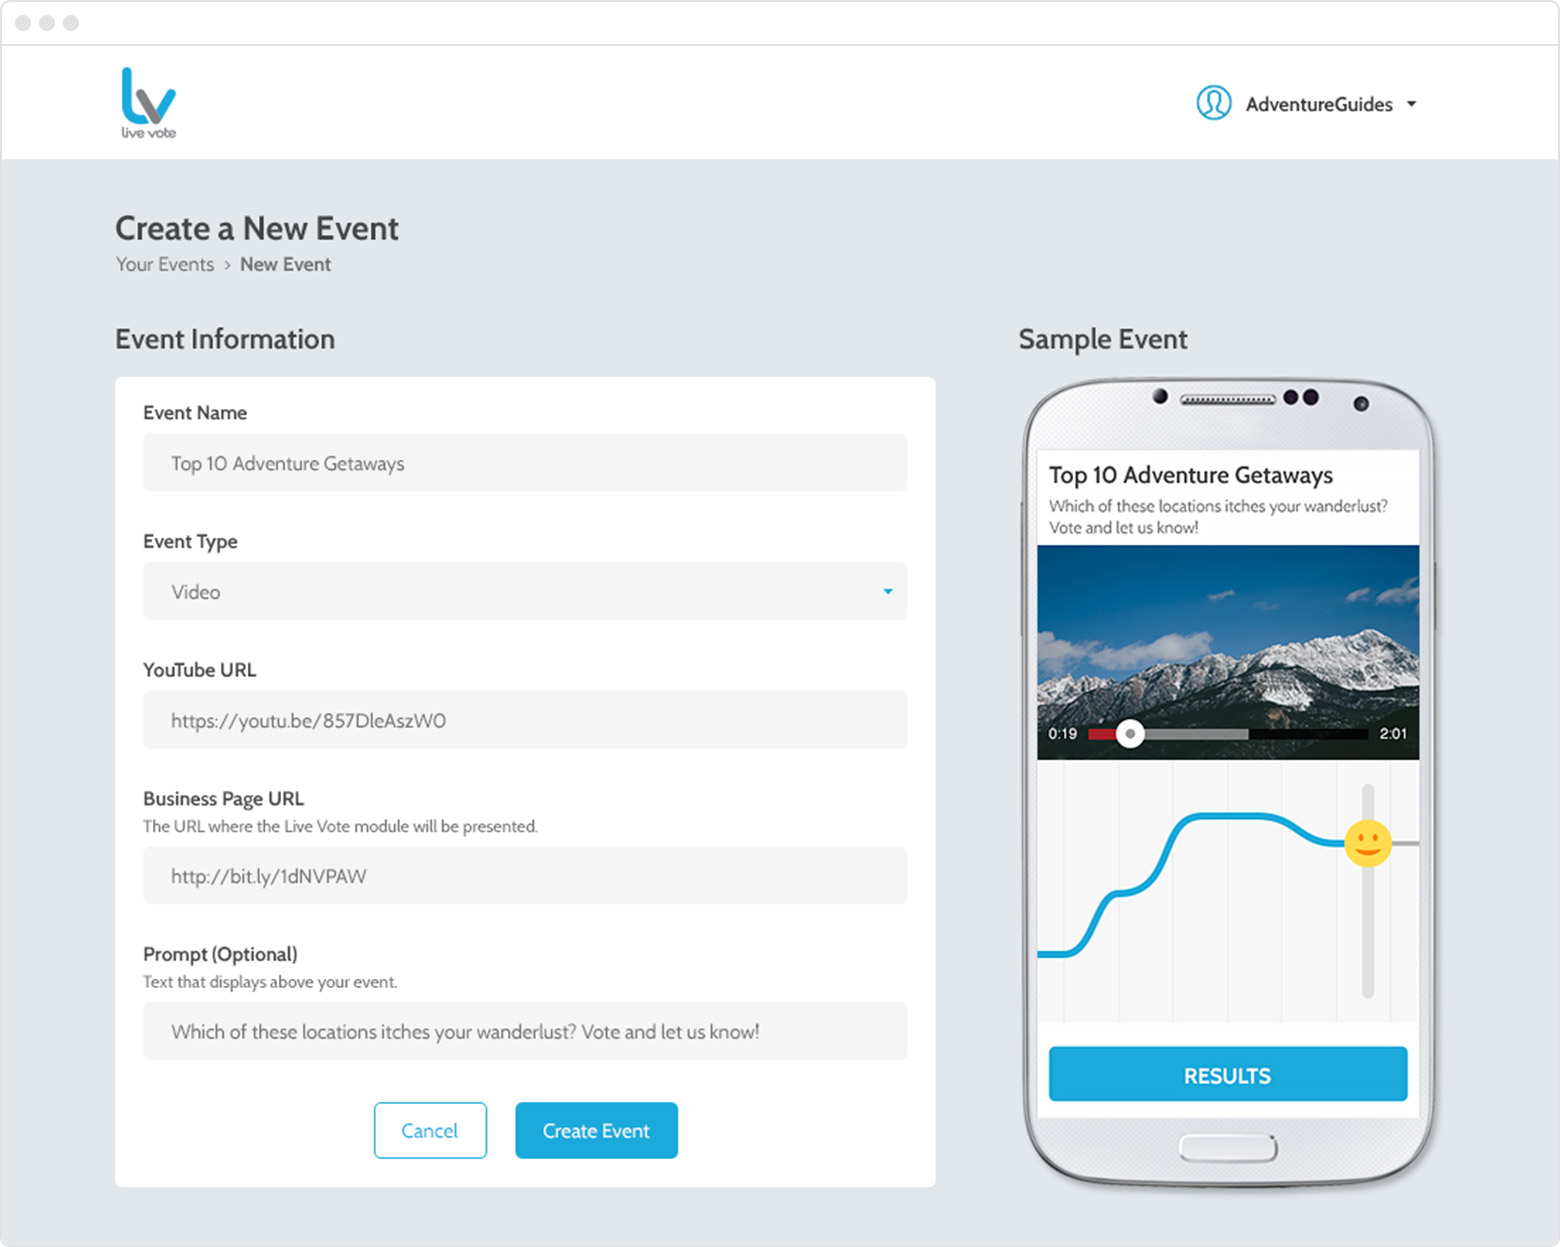 live vote
AdventureGuides
Create a New Event
Your Events › New Event
Event Information
Event Name
Top 10 Adventure Getaways
Event Type
Video
YouTube URL
https://youtu.be/857DleAszW0
Business Page URL
The URL where the Live Vote module will be presented.
http://bit.ly/1dNVPAW
Prompt (Optional)
Text that displays above your event.
Which of these locations itches your wanderlust? Vote and let us know!
Cancel
Create Event
Sample Event
Top 10 Adventure Getaways
Which of these locations itches your wanderlust?
Vote and let us know!
0:19
2:01
RESULTS